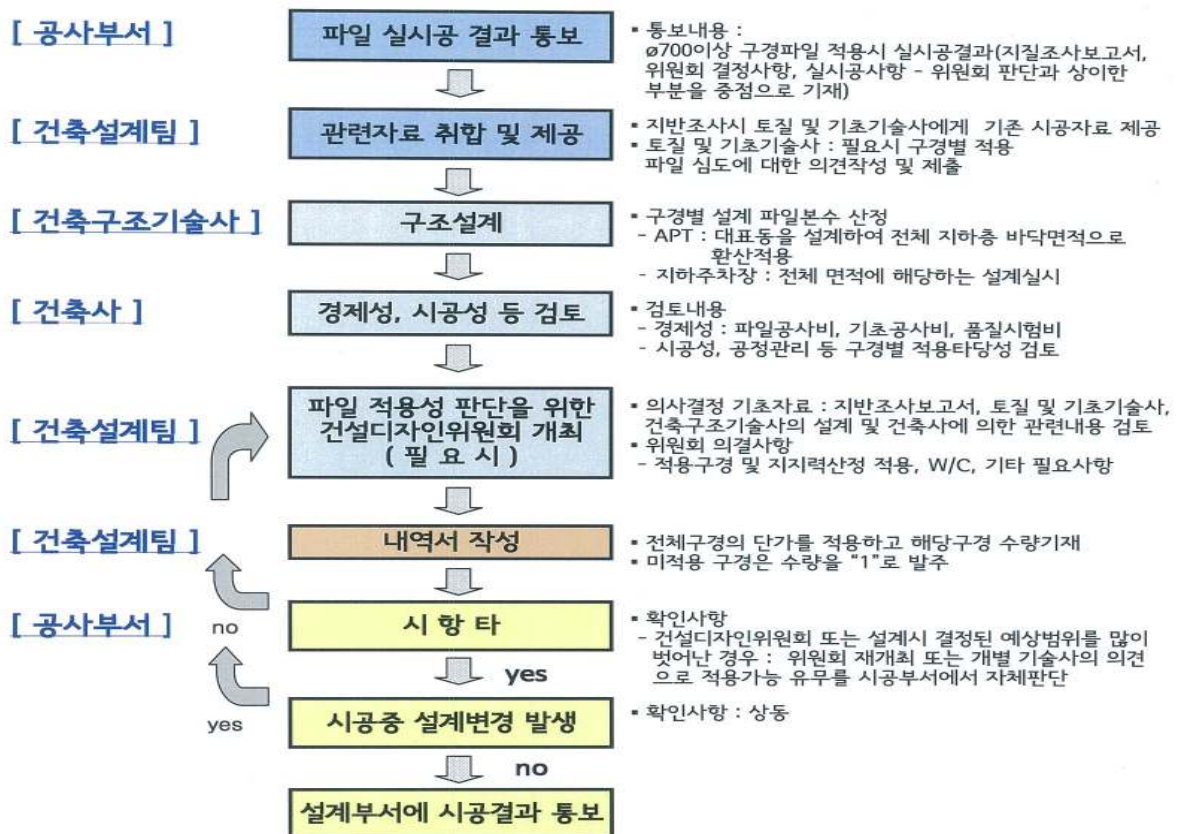 [ 공사부서 ]
파일 실시공 결과 통보
▪ 통보내용 :
ø700이상 구경파일 적용시 실시공결과(지질조사보고서,
위원회 결정사항, 실시공사항 - 위원회 판단과 상이한
부분을 중점으로 기재)
[ 건축설계팀 ]
관련자료 취합 및 제공
▪ 지반조사시 토질 및 기초기술사에게 기존 시공자료 제공
▪ 토질 및 기초기술사 : 필요시 구경별 적용
파일 심도에 대한 의견작성 및 제출
[ 건축구조기술사 ]
구조설계
▪ 구경별 설계 파일본수 산정
- APT : 대표동을 설계하여 전체 지하층 바닥면적으로
환산적용
- 지하주차장 : 전체 면적에 해당하는 설계실시
[ 건축사 ]
경제성, 시공성 등 검토
▪ 검토내용
- 경제성 : 파일공사비, 기초공사비, 품질시험비
- 시공성, 공정관리 등 구경별 적용타당성 검토
[ 건축설계팀 ]
파일 적용성 판단을 위한
건설디자인위원회 개최
( 필 요 시 )
▪ 의사결정 기초자료 : 지반조사보고서, 토질 및 기초기술사,
건축구조기술사의 설계 및 건축사에 의한 관련내용 검토
▪ 위원회 의결사항
- 적용구경 및 지지력산정 적용, W/C, 기타 필요사항
[ 건축설계팀 ]
내역서 작성
▪ 전체구경의 단가를 적용하고 해당구경 수량기재
▪ 미적용 구경은 수량을 "1"로 발주
[ 공사부서 ]
no
시 항 타
▪ 확인사항
- 건설디자인위원회 또는 설계시 결정된 예상범위를 많이
벗어난 경우 : 위원회 재개최 또는 개별 기술사의 의견
으로 적용가능 유무를 시공부서에서 자체판단
yes
yes
시공중 설계변경 발생
▪ 확인사항 : 상동
no
설계부서에 시공결과 통보